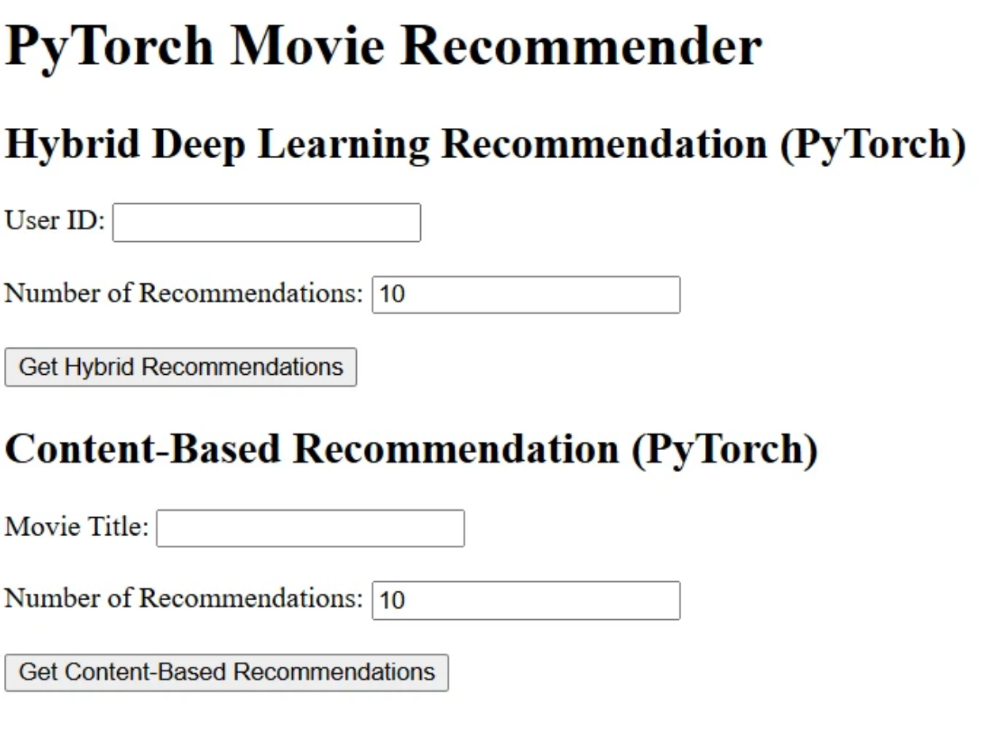 PyTorch Movie Recommender
Hybrid Deep Learning Recommendation (PyTorch)
User ID:
Number of Recommendations: 10
Get Hybrid Recommendations
Content-Based Recommendation (PyTorch)
Movie Title:
Number of Recommendations: 10
Get Content-Based Recommendations